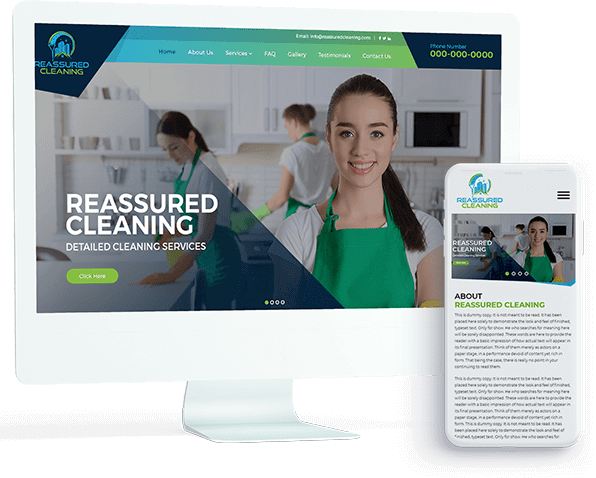 Email: info@reassuredcleaning.com
REASSURED
CLEANING
Home About Us Services FAQ Gallery Testimonials Contact Us
Phone Number
000-000-0000
REASSURED
CLEANING
DETAILED CLEANING SERVICES
Click Here
REASSURED
CLEANING
REASSURED
CLEANING
Detailed Cleaning Services
ABOUT
REASSURED CLEANING
This is dummy copy. It is not meant to be read. It has been
placed here solely to demonstrate the look and feel of finished,
typeset text. Only for show. He who searches for meaning here
will be sorely disappointed. These words are here to provide the
reader with a basic impression of how actual text will appear in
its final presentation. Think of them merely as actors on a
paper stage, in a performance devoid of content yet rich in
form. That being the case, there is really no point in your
continuing to read them.
This is dummy copy. It is not meant to be read. It has been
placed here solely to demonstrate the look and feel of finished,
typeset text. Only for show. He who searches for meaning here
will be sorely disappointed. These words are here to provide the
reader with a basic impression of how actual text will appear in
its final presentation. Think of them merely as actors on a
paper stage, in a performance devoid of content yet rich in
form. This is dummy copy. It is not meant to be read. It has been
placed here solely to demonstrate the look and feel of
finished, typeset text. Only for show. He who searches for